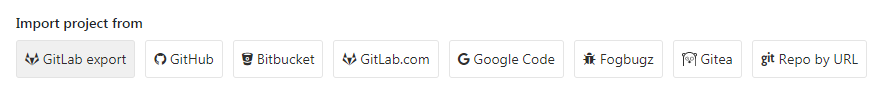 Import project from
GitLab export GitHub Bitbucket GitLab.com G Google Code Fogbugz Gitea git Repo by URL